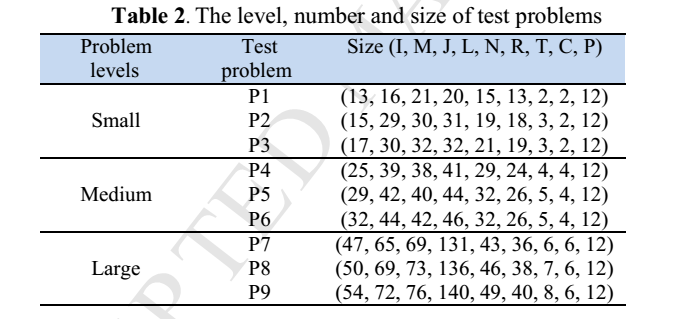 Table 2. The level, number and size of test problems
Problem levels Test problem Size (I, M, J, L, N, R, T, C, P)
Small P1 (13, 16, 21, 20, 15, 13, 2, 2, 12)
P2 (15, 29, 30, 31, 19, 18, 3, 2, 12)
P3 (17, 30, 32, 32, 21, 19, 3, 2, 12)
Medium P4 (25, 39, 38, 41, 29, 24, 4, 4, 12)
P5 (29, 42, 40, 44, 32, 26, 5, 4, 12)
P6 (32, 44, 42, 46, 32, 26, 5, 4, 12)
Large P7 (47, 65, 69, 131, 43, 36, 6, 6, 12)
P8 (50, 69, 73, 136, 46, 38, 7, 6, 12)
P9 (54, 72, 76, 140, 49, 40, 8, 6, 12)
PTED